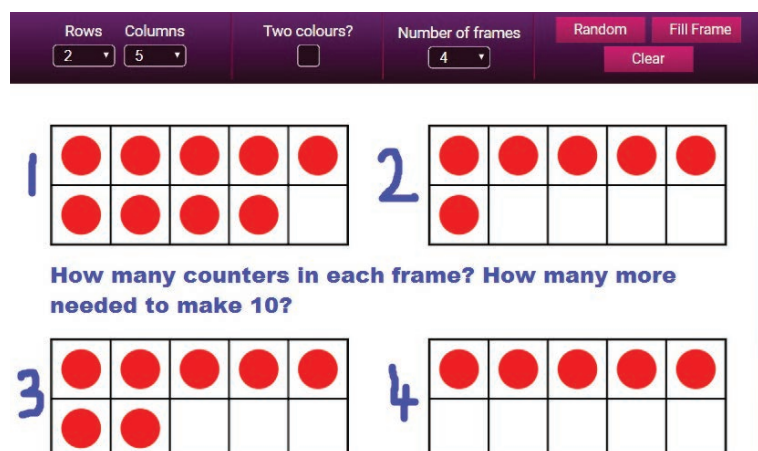 Rows Columns Two colours? Number of frames Random Fill Frame
2 5 4 Clear
1 2
How many counters in each frame? How many more
needed to make 10?
3 4